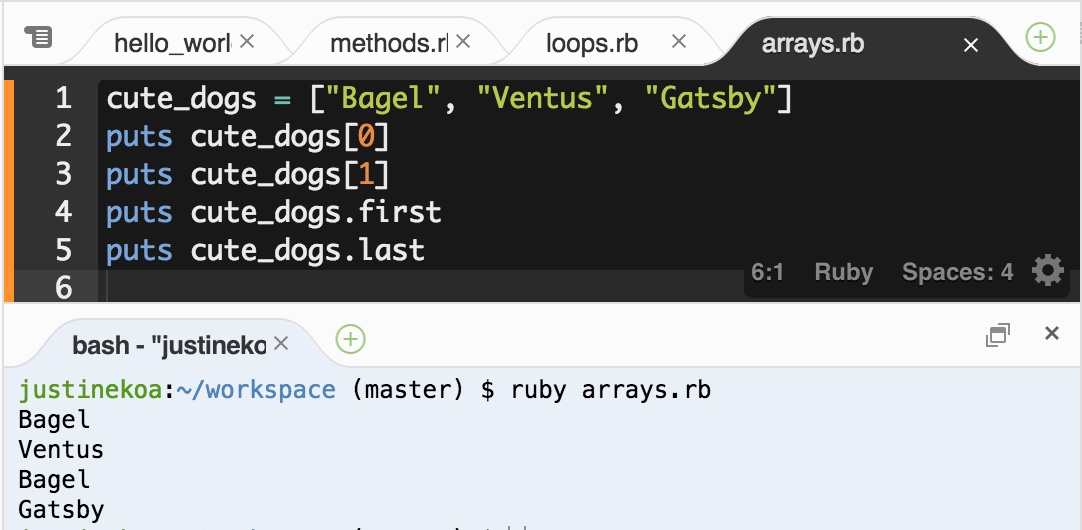 hello_worl methods.rl loops.rb arrays.rb
1 cute_dogs = ["Bagel", "Ventus", "Gatsby"]
2 puts cute_dogs[0]
3 puts cute_dogs[1]
4 puts cute_dogs.first
5 puts cute_dogs.last
6
6:1 Ruby Spaces: 4
bash - "justineko
justinekoa:~/workspace (master) $ ruby arrays.rb
Bagel
Ventus
Bagel
Gatsby